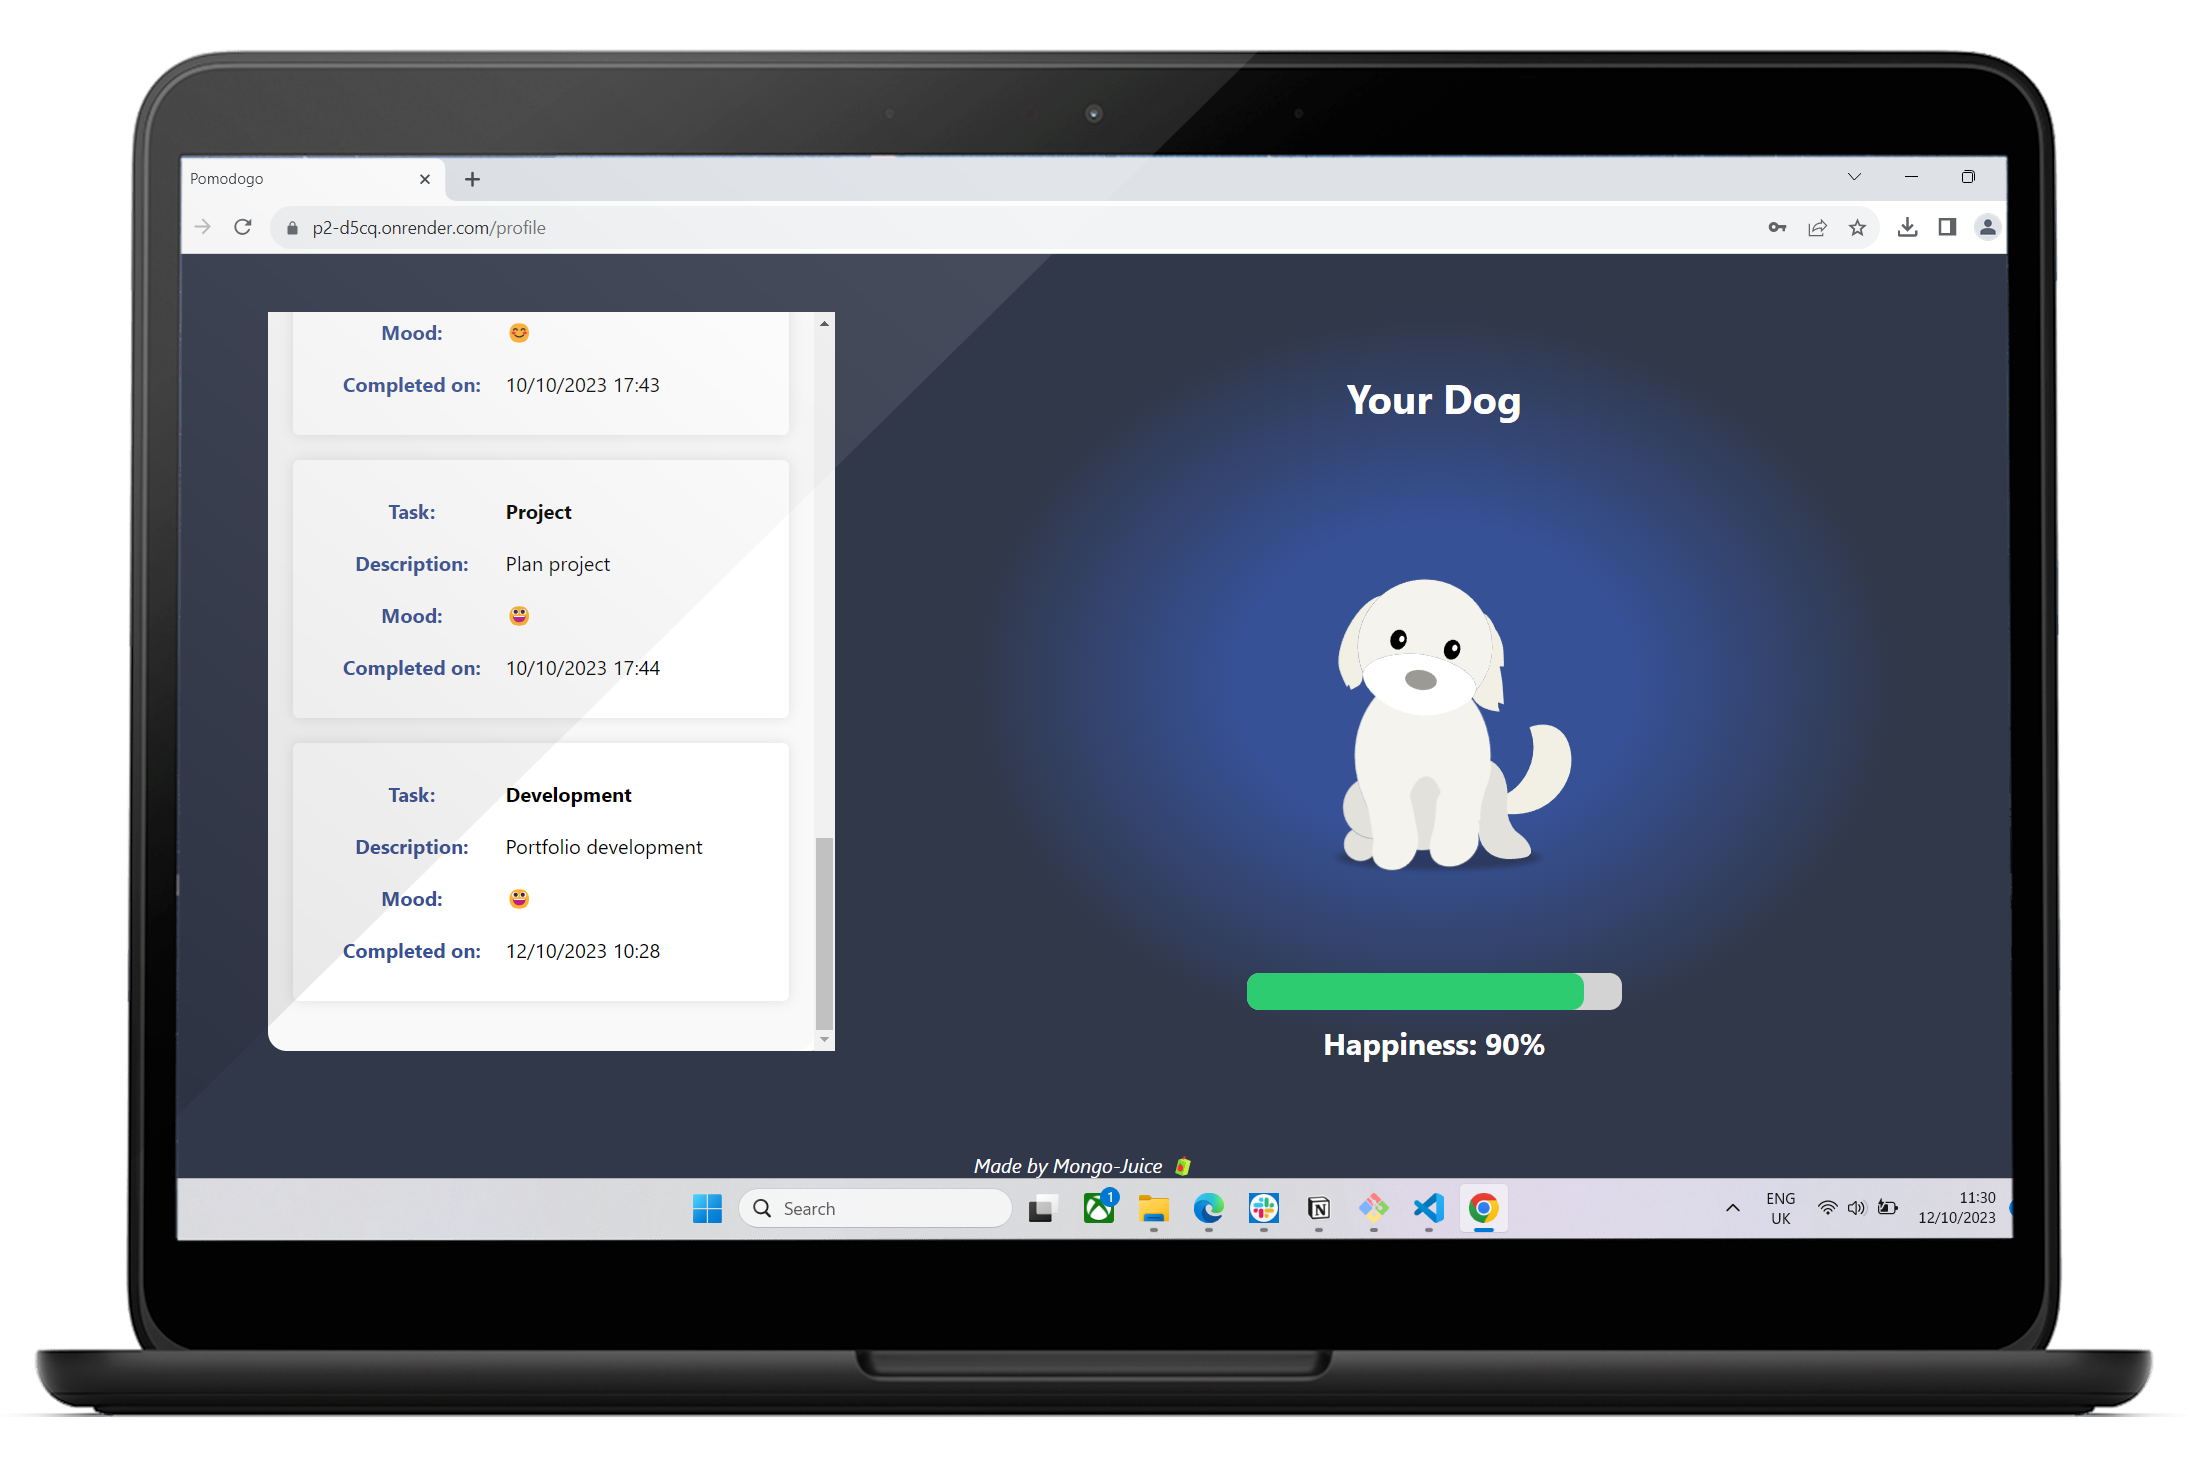 Pomodogo
p2-d5cq.onrender.com/profile
Mood: 😊
Completed on: 10/10/2023 17:43
Task: Project
Description: Plan project
Mood: 😀
Completed on: 10/10/2023 17:44
Task: Development
Description: Portfolio development
Mood: 😀
Completed on: 12/10/2023 10:28
Your Dog
Happiness: 90%
Made by Mongo-Juice 🧃
Search
1
N
ENG
UK
11:30
12/10/2023